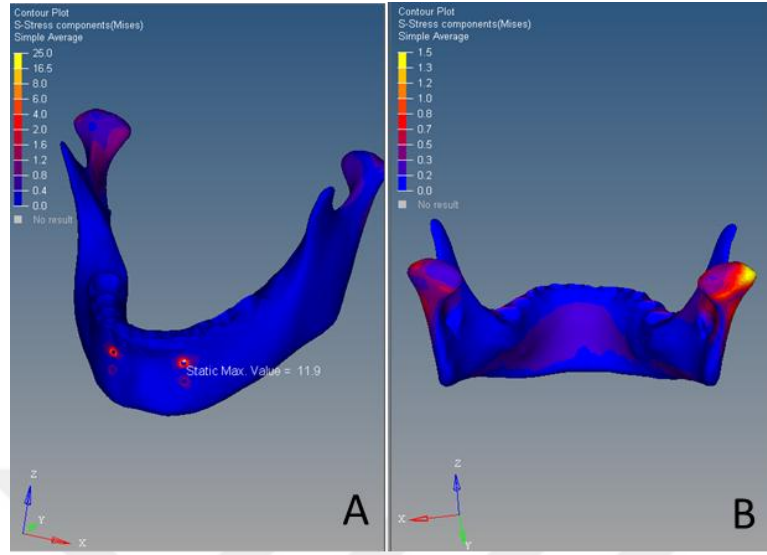 Contour Plot
S-Stress components(Mises)
Simple Average
25.0
16.5
8.0
6.0
4.0
2.0
1.6
1.2
0.8
0.4
0.0
No result
Static Max. Value = 11.9
Z
Y
X
A
Contour Plot
S-Stress components(Mises)
Simple Average
1.5
1.3
1.2
1.0
0.8
0.7
0.5
0.3
0.2
0.0
No result
Z
X
Y
B